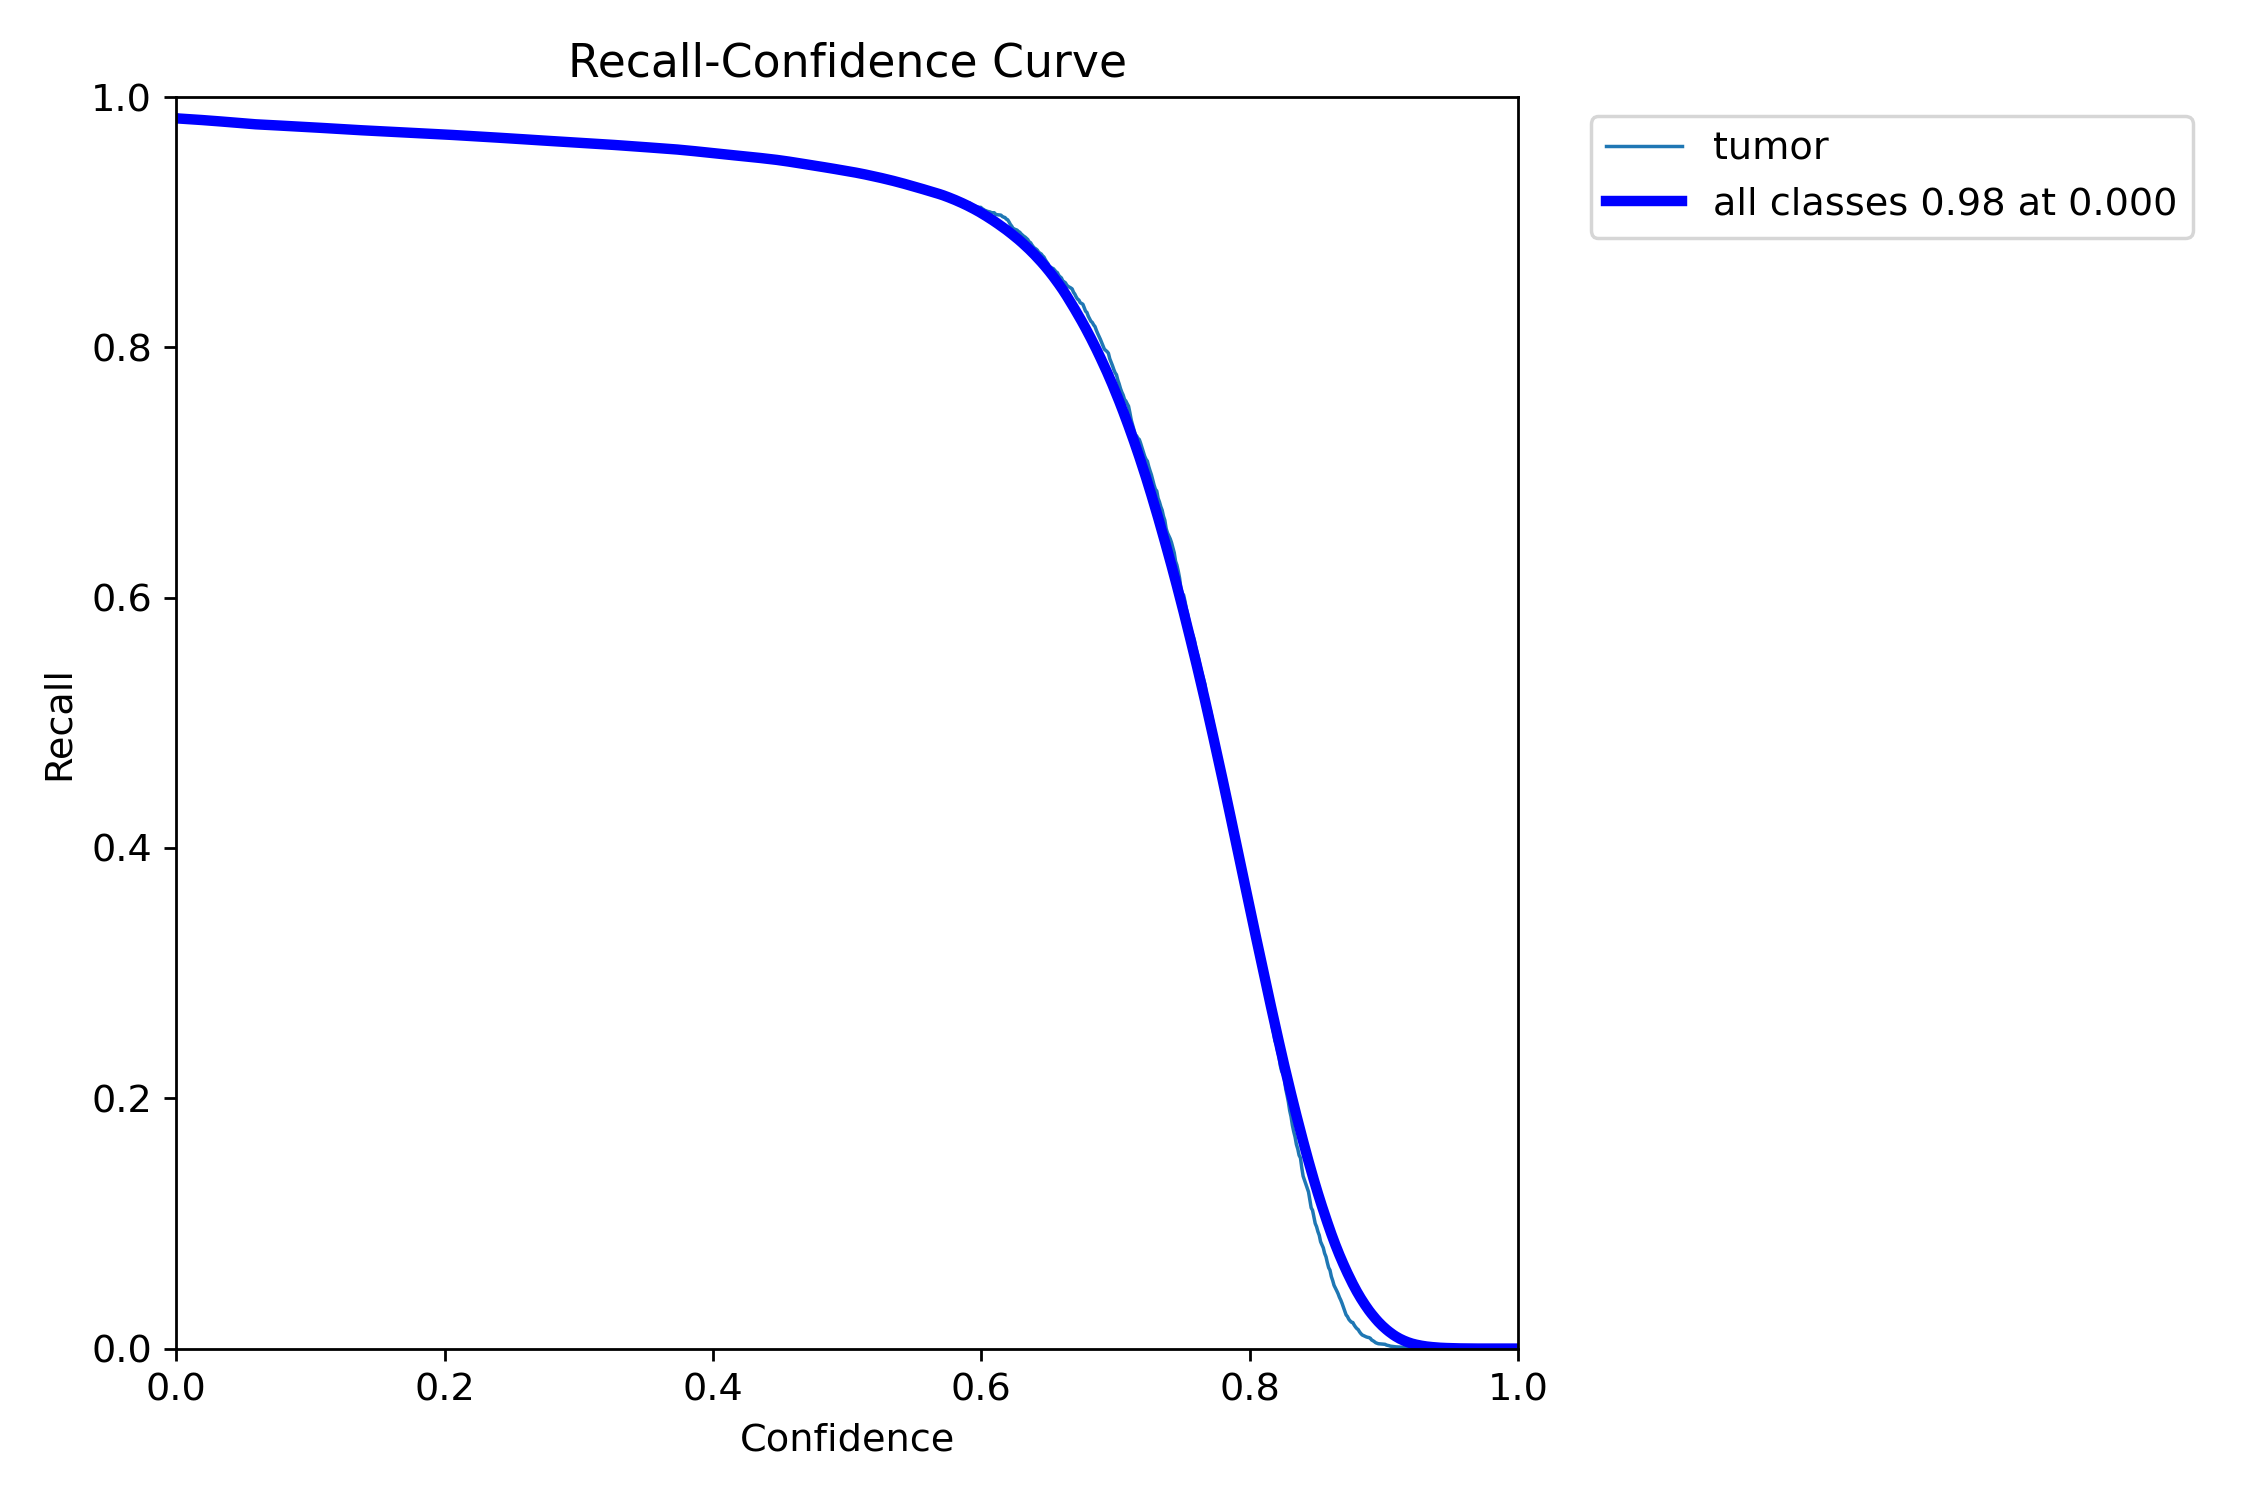 Recall-Confidence Curve
1.0
0.8
0.6
0.4
0.2
0.0
Recall
0.0 0.2 0.4 0.6 0.8 1.0
Confidence
tumor
all classes 0.98 at 0.000